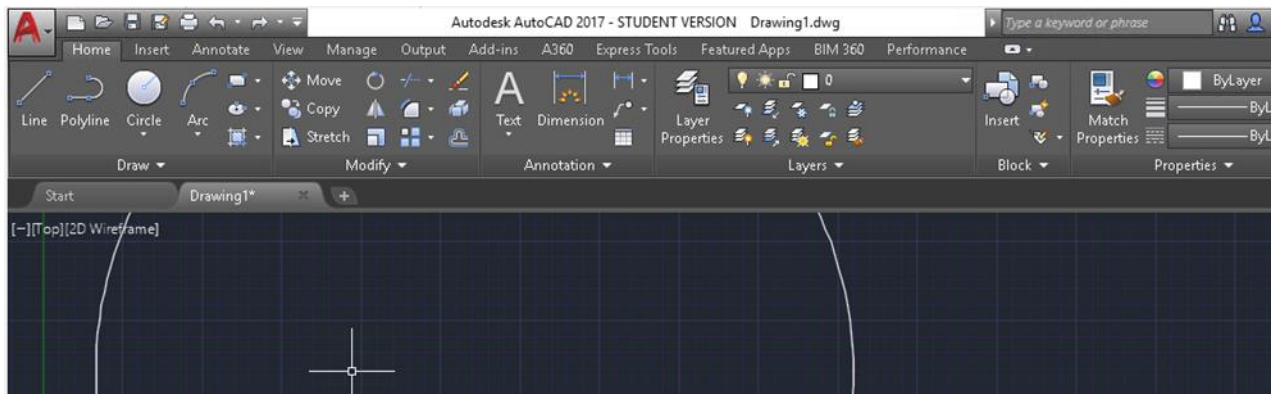 A Autodesk AutoCAD 2017 - STUDENT VERSION Drawing1.dwg Type a keyword or phrase
Home Insert Annotate View Manage Output Add-ins A360 Express Tools Featured Apps BIM 360 Performance
Line Polyline Circle Arc
Move
Copy
Stretch
A
Text Dimension
Layer
Properties
0
Insert
Match
Properties
ByLayer
ByL
ByL
Draw Modify Annotation Layers Block Properties
Start Drawing1* +
[−][Top][2D Wireframe]